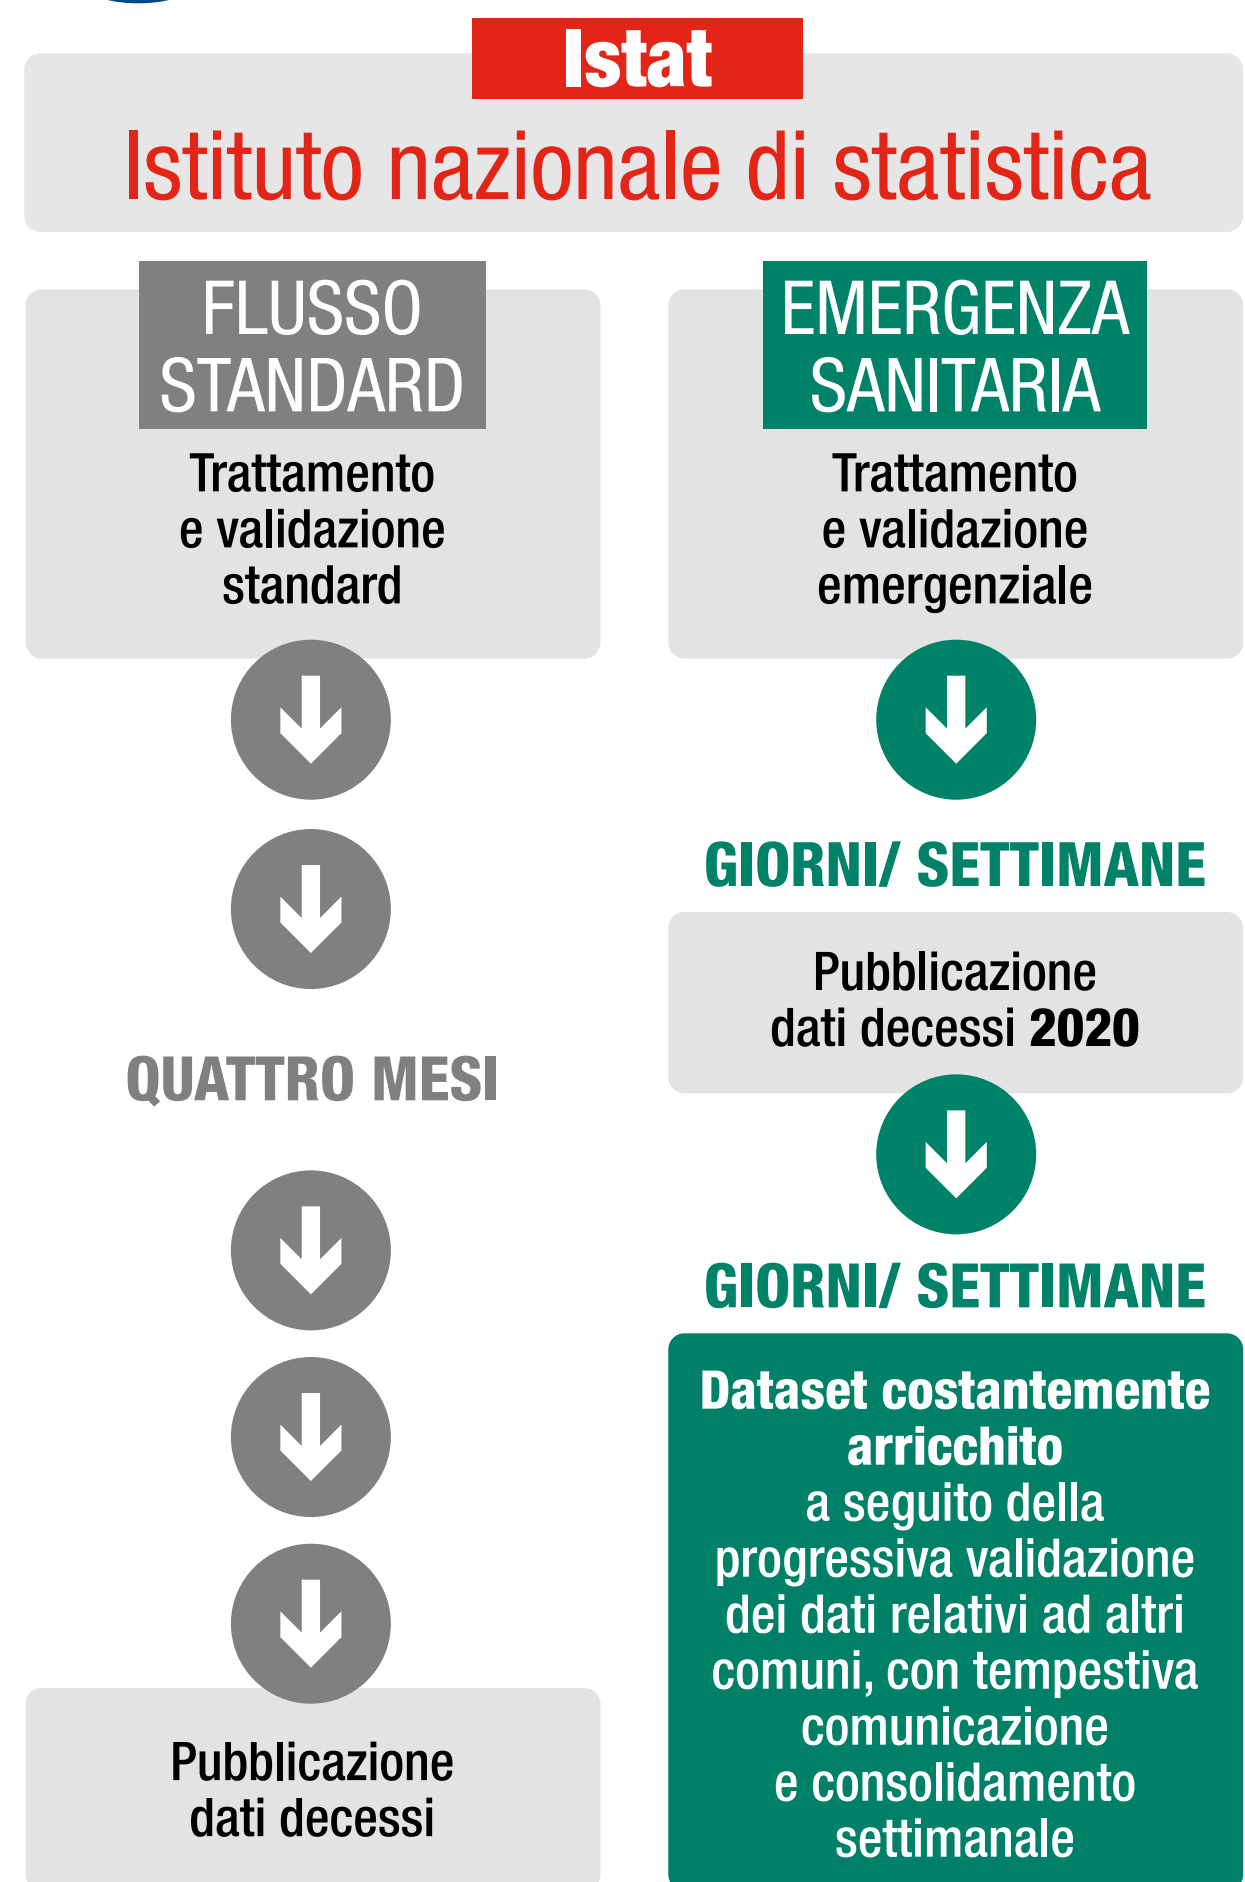 Istat
Istituto nazionale di statistica
FLUSSO
STANDARD
Trattamento
e validazione
standard
QUATTRO MESI
Pubblicazione
dati decessi
EMERGENZA
SANITARIA
Trattamento
e validazione
emergenziale
GIORNI/ SETTIMANE
Pubblicazione
dati decessi 2020
GIORNI/ SETTIMANE
Dataset costantemente
arricchito
a seguito della
progressiva validazione
dei dati relativi ad altri
comuni, con tempestiva
comunicazione
e consolidamento
settimanale